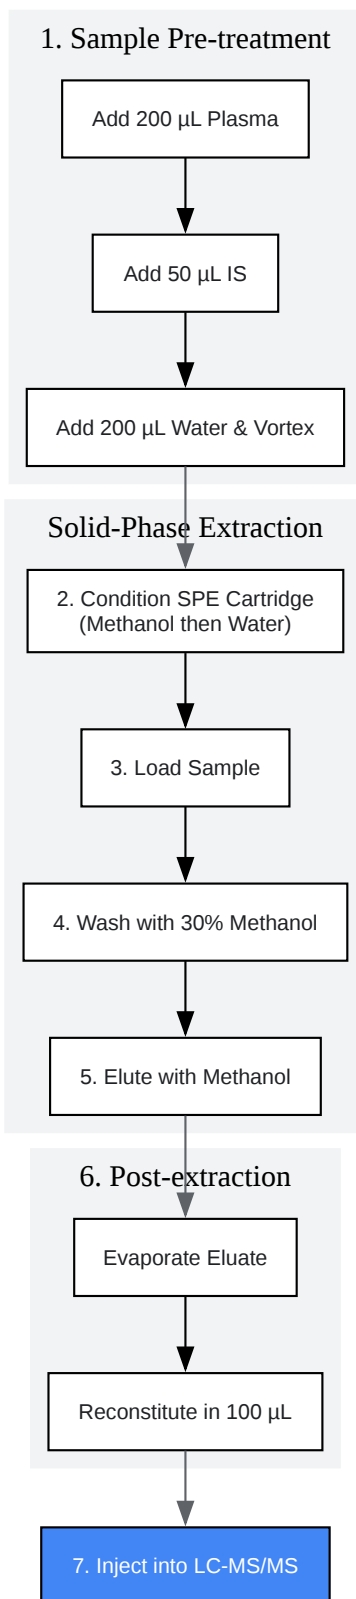 1. Sample Pre-treatment
Add 200 µL Plasma
Add 50 µL IS
Add 200 µL Water & Vortex
Solid-Phase Extraction
2. Condition SPE Cartridge
(Methanol then Water)
3. Load Sample
4. Wash with 30% Methanol
5. Elute with Methanol
6. Post-extraction
Evaporate Eluate
Reconstitute in 100 µL
7. Inject into LC-MS/MS